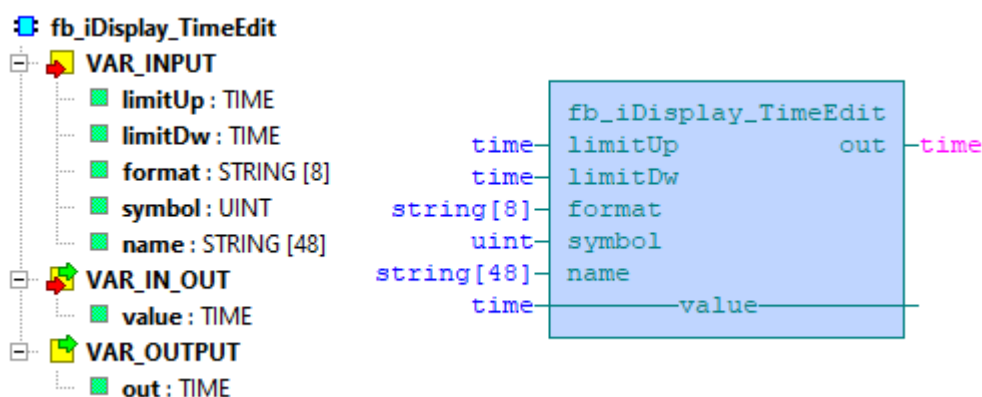 fb_iDisplay_TimeEdit
VAR_INPUT
limitUp : TIME
limitDw : TIME
format : STRING [8]
symbol : UINT
name : STRING [48]
VAR_IN_OUT
value : TIME
VAR_OUTPUT
out : TIME
fb_iDisplay_TimeEdit
time limitUp out time
time limitDw
string[8] format
uint symbol
string[48] name
time value